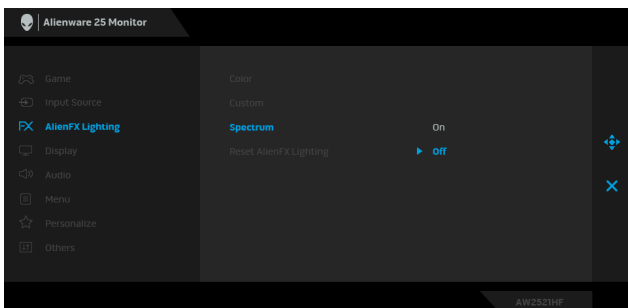 Alienware 25 Monitor
Game
Input Source
FX AlienFX Lighting
Display
Audio
Menu
Personalize
Others
Color
Custom
Spectrum On
Reset AlienFX Lighting Off
AW2521HF